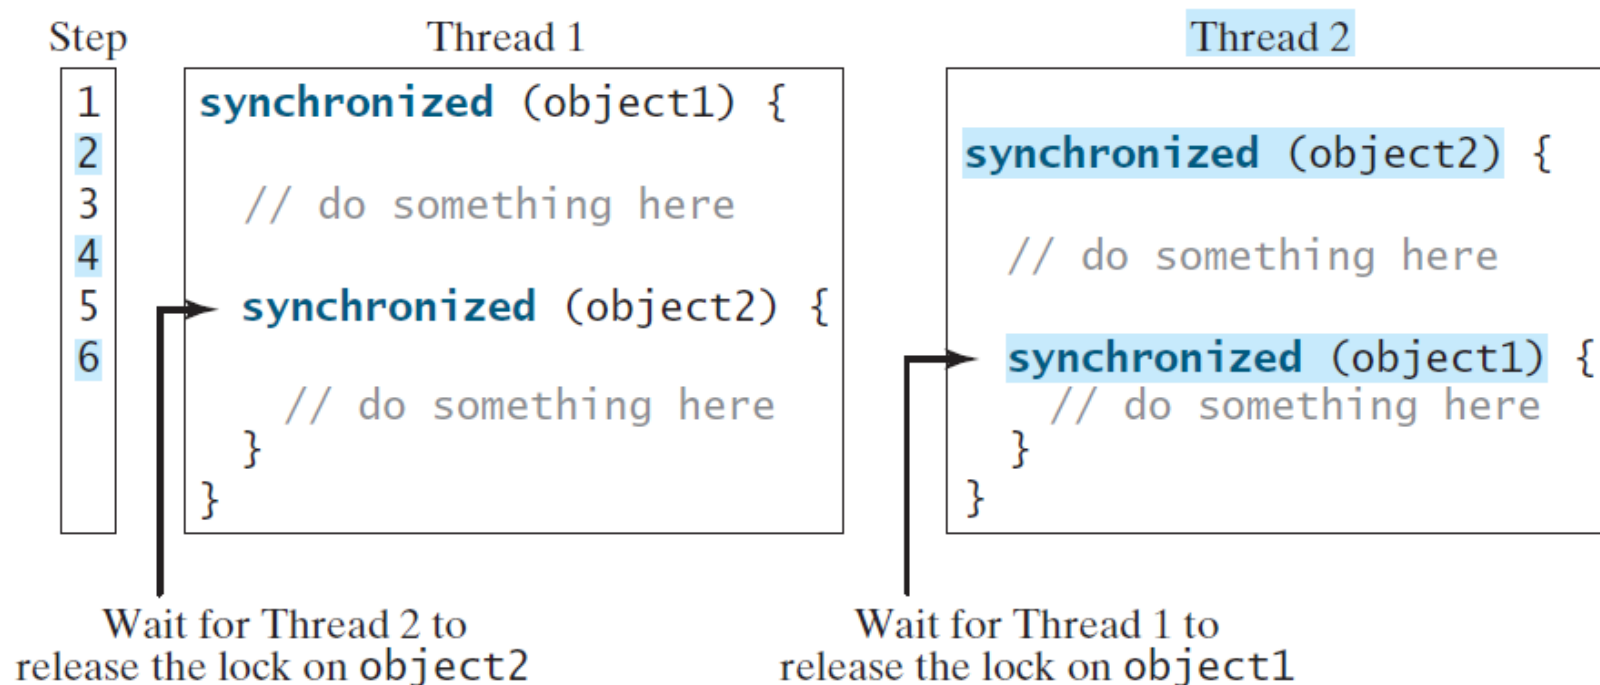 Step Thread 1 Thread 2
1 synchronized (object1) {
2 synchronized (object2) {
3 // do something here
4 // do something here
5 synchronized (object2) {
6 synchronized (object1) {
// do something here // do something here
} }
} }
Wait for Thread 2 to Wait for Thread 1 to
release the lock on object2 release the lock on object1